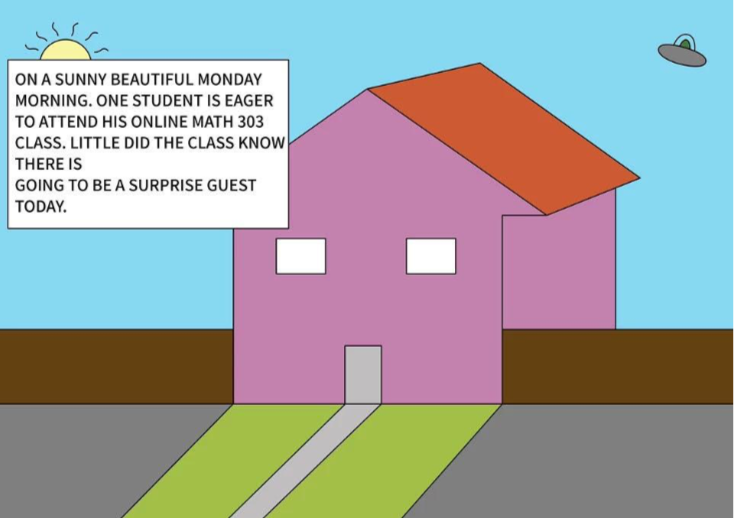 ON A SUNNY BEAUTIFUL MONDAY
MORNING. ONE STUDENT IS EAGER
TO ATTEND HIS ONLINE MATH 303
CLASS. LITTLE DID THE CLASS KNOW
THERE IS
GOING TO BE A SURPRISE GUEST
TODAY.